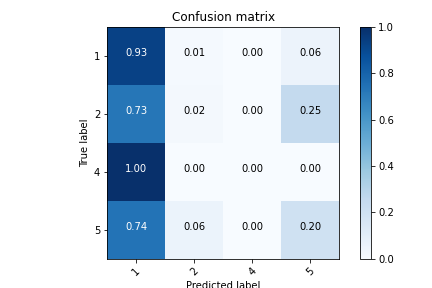 Confusion matrix
True label
1 0.93 0.01 0.00 0.06
2 0.73 0.02 0.00 0.25
4 1.00 0.00 0.00 0.00
5 0.74 0.06 0.00 0.20
1 2 4 5
Predicted label
1.0
0.8
0.6
0.4
0.2
0.0